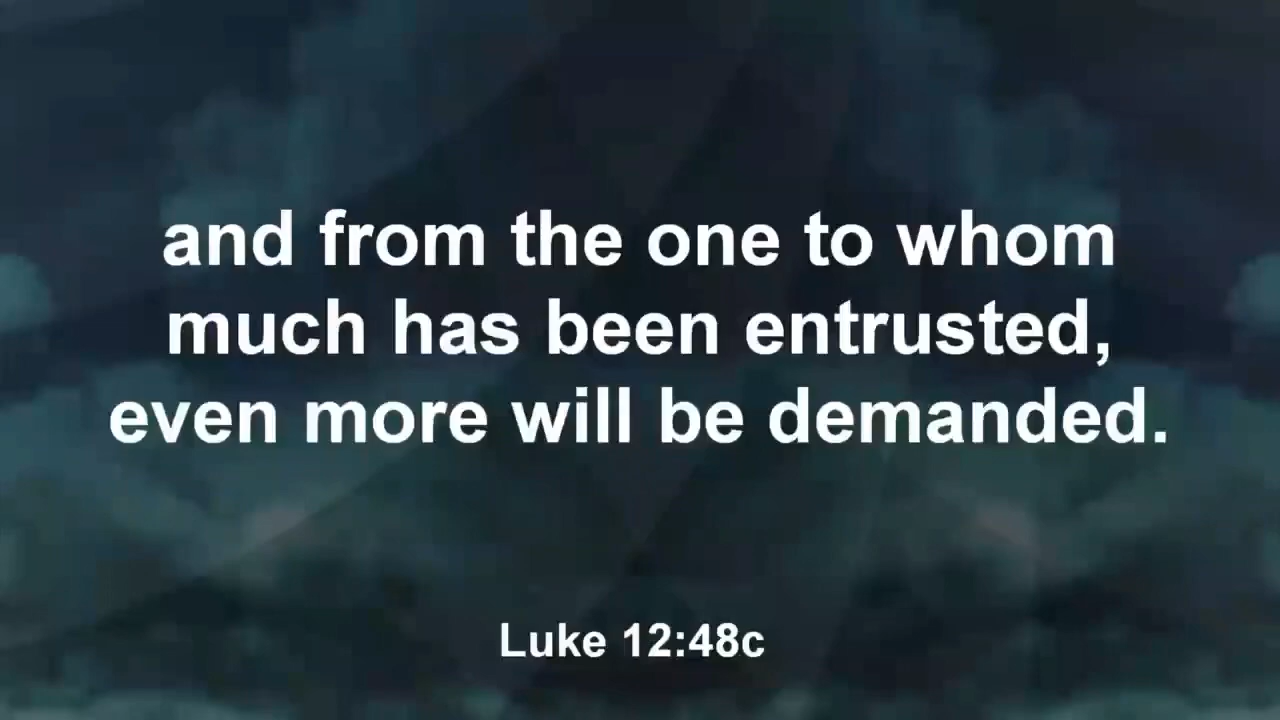 and from the one to whom
much has been entrusted,
even more will be demanded.
Luke 12:48c